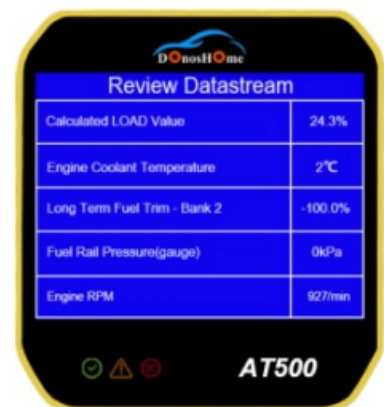 DOnosHOme
Review Datastream
Calculated LOAD Value 24.3%
Engine Coolant Temperature 2℃
Long Term Fuel Trim - Bank 2 -100.0%
Fuel Rail Pressure(gauge) 0kPa
Engine RPM 927/min
AT500